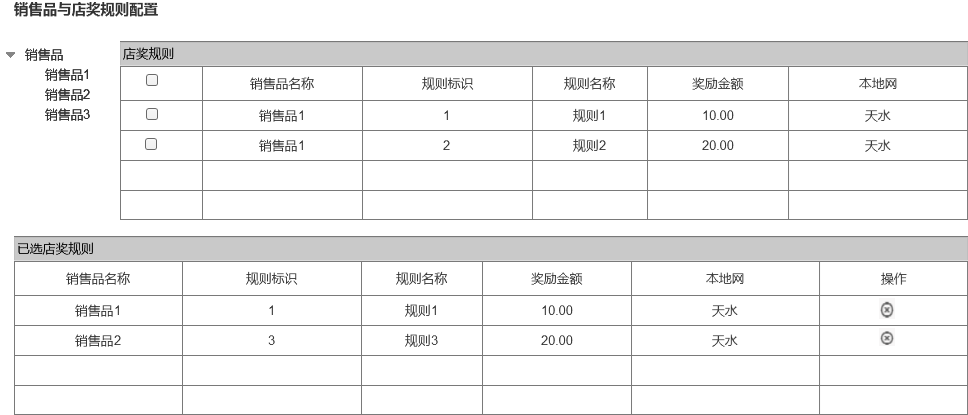 销售品与店奖规则配置
销售品
销售品1
销售品2
销售品3
店奖规则
销售品名称 规则标识 规则名称 奖励金额 本地网
销售品1 1 规则1 10.00 天水
销售品1 2 规则2 20.00 天水
已选店奖规则
销售品名称 规则标识 规则名称 奖励金额 本地网 操作
销售品1 1 规则1 10.00 天水
销售品2 3 规则3 20.00 天水